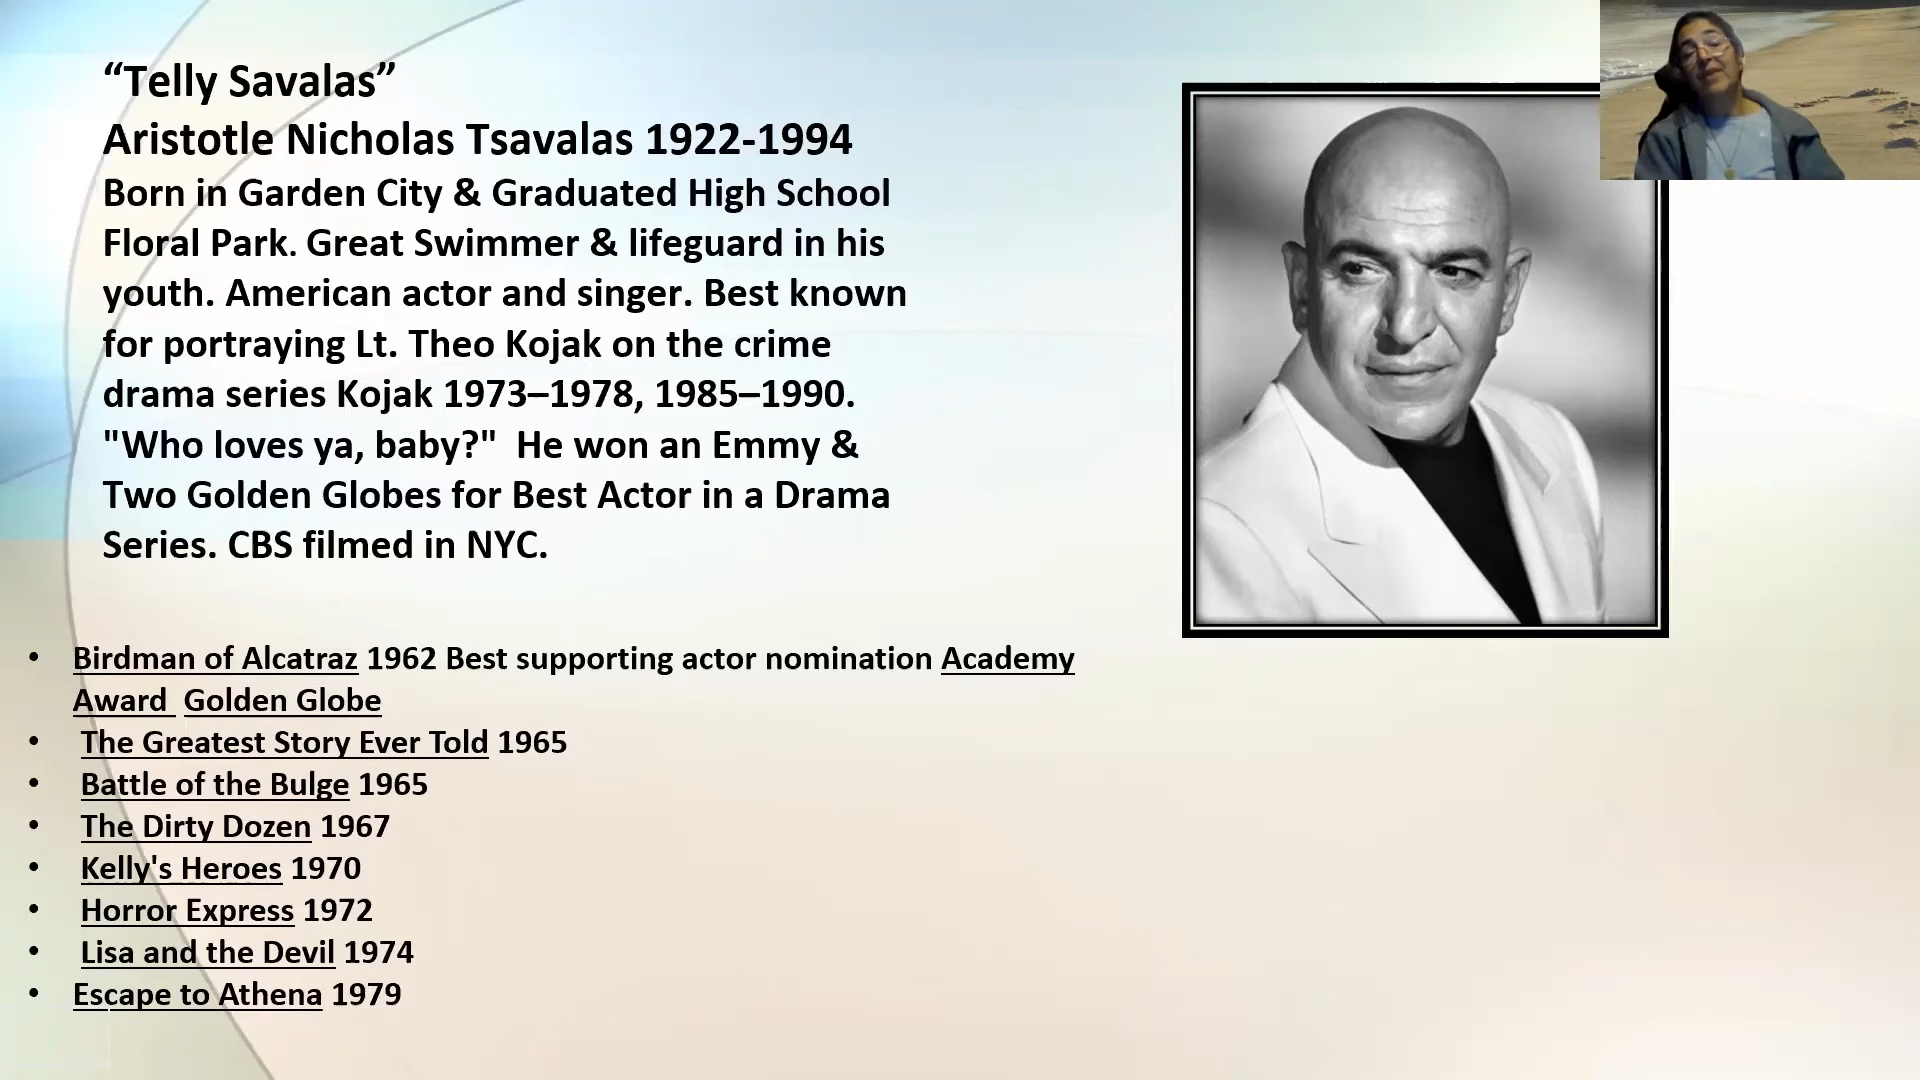 “Telly Savalas”
Aristotle Nicholas Tsavalas 1922-1994
Born in Garden City & Graduated High School
Floral Park. Great Swimmer & lifeguard in his
youth. American actor and singer. Best known
for portraying Lt. Theo Kojak on the crime
drama series Kojak 1973–1978, 1985–1990.
"Who loves ya, baby?"  He won an Emmy &
Two Golden Globes for Best Actor in a Drama
Series. CBS filmed in NYC.
• Birdman of Alcatraz 1962 Best supporting actor nomination Academy
Award  Golden Globe
• The Greatest Story Ever Told 1965
• Battle of the Bulge 1965
• The Dirty Dozen 1967
• Kelly's Heroes 1970
• Horror Express 1972
• Lisa and the Devil 1974
• Escape to Athena 1979